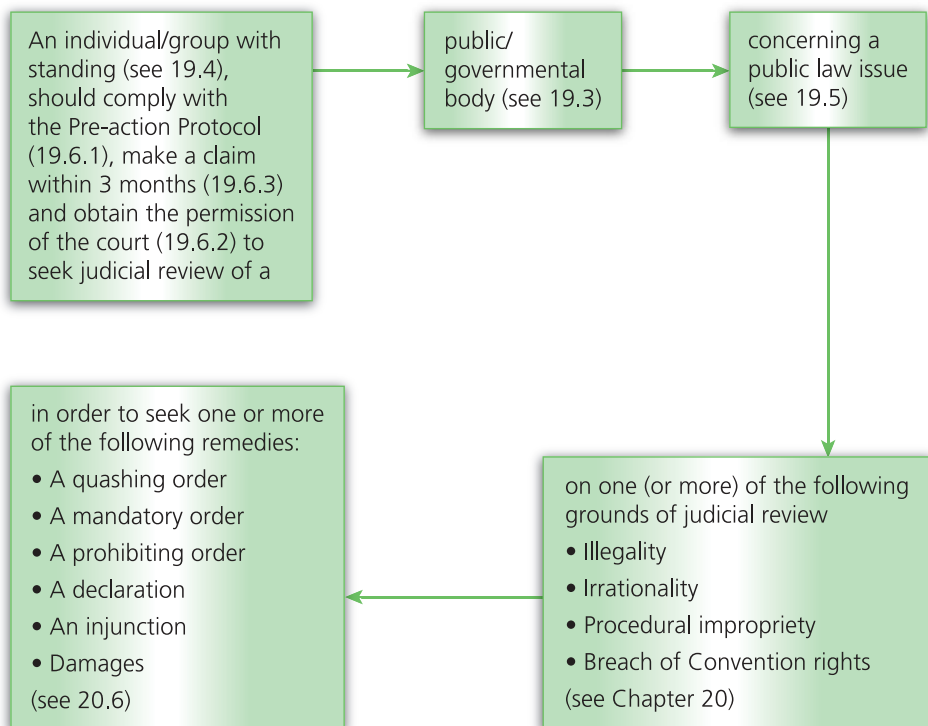 An individual/group with
standing (see 19.4),
should comply with
the Pre-action Protocol
(19.6.1), make a claim
within 3 months (19.6.3)
and obtain the permission
of the court (19.6.2) to
seek judicial review of a
public/
governmental
body (see 19.3)
concerning a
public law issue
(see 19.5)
on one (or more) of the following
grounds of judicial review
• Illegality
• Irrationality
• Procedural impropriety
• Breach of Convention rights
(see Chapter 20)
in order to seek one or more
of the following remedies:
• A quashing order
• A mandatory order
• A prohibiting order
• A declaration
• An injunction
• Damages
(see 20.6)